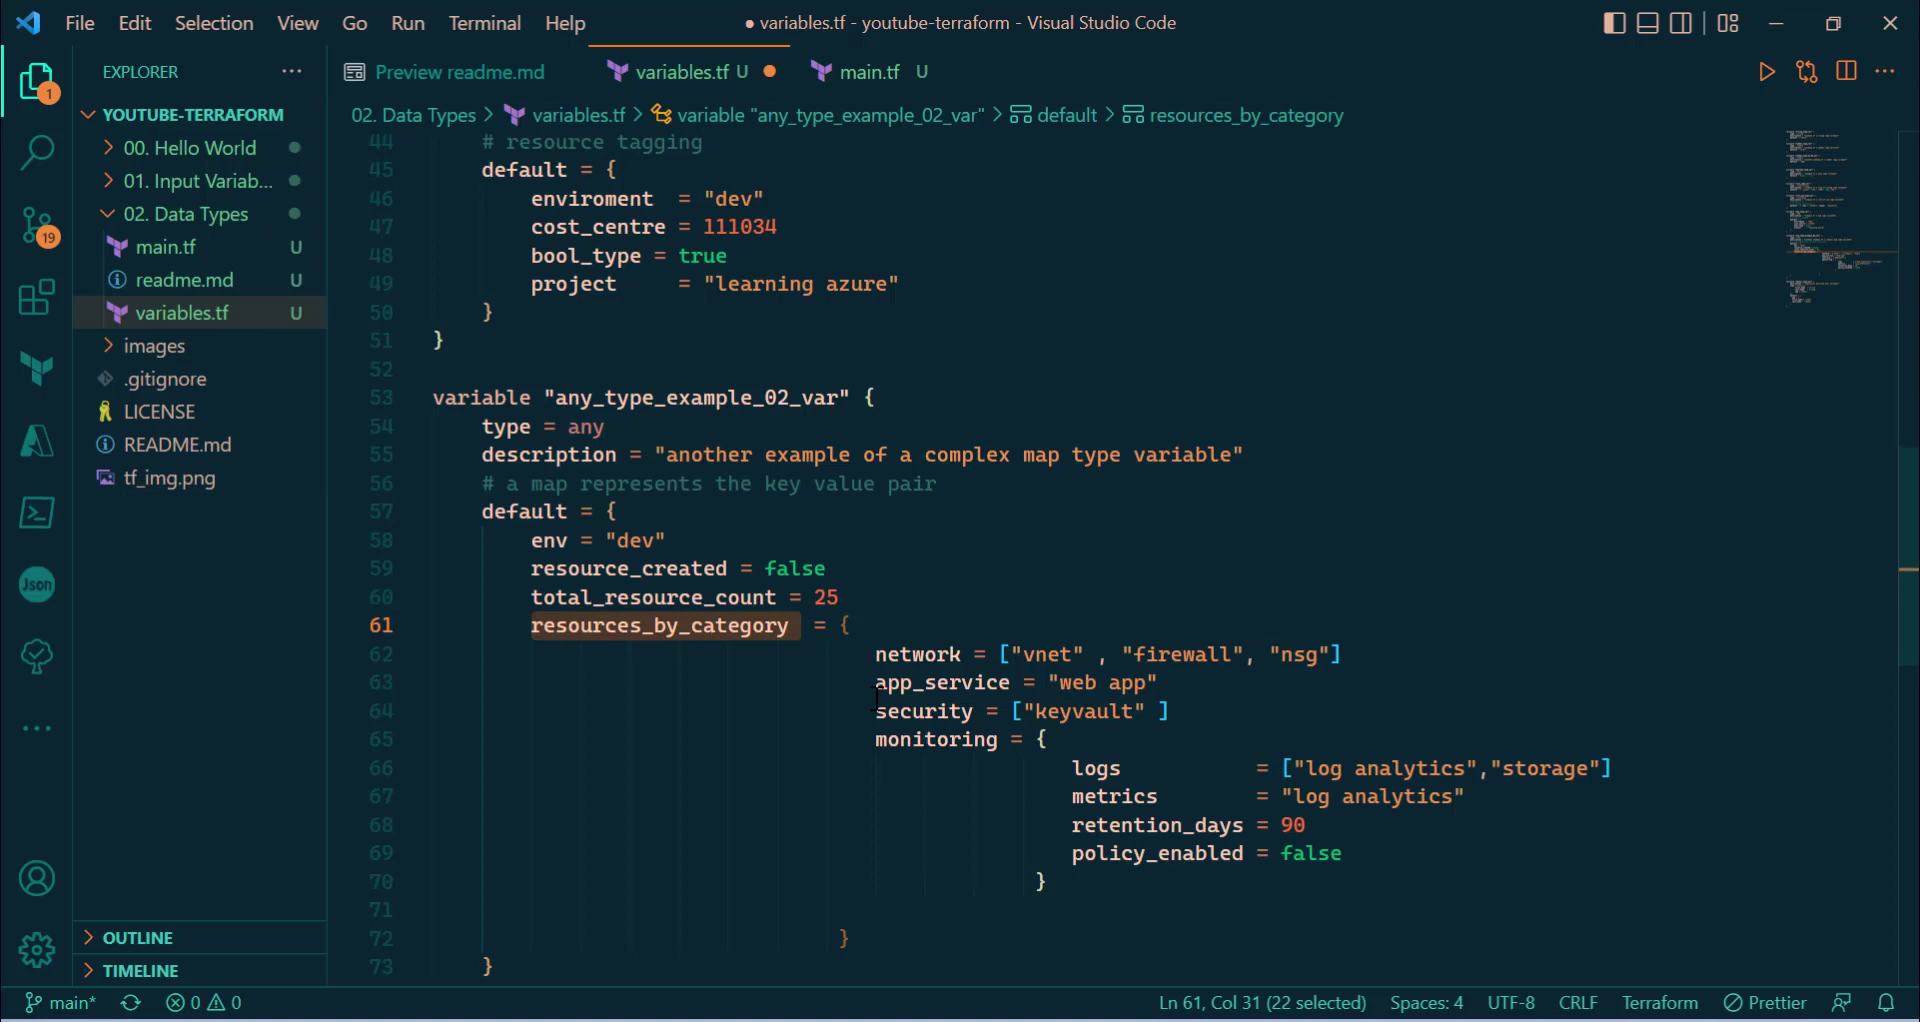 File Edit Selection View Go Run Terminal Help
● variables.tf - youtube-terraform - Visual Studio Code
EXPLORER
Preview readme.md
variables.tf U
main.tf U
1
YOUTUBE-TERRAFORM
00. Hello World
01. Input Variab...
02. Data Types
main.tf U
readme.md U
variables.tf U
images
.gitignore
LICENSE
README.md
tf_img.png
19
Json
OUTLINE
TIMELINE
02. Data Types > variables.tf > variable "any_type_example_02_var" > default > resources_by_category
44 # resource tagging
45 default = {
46 enviroment = "dev"
47 cost_centre = 111034
48 bool_type = true
49 project = "learning azure"
50 }
51 }
52
53 variable "any_type_example_02_var" {
54 type = any
55 description = "another example of a complex map type variable"
56 # a map represents the key value pair
57 default = {
58 env = "dev"
59 resource_created = false
60 total_resource_count = 25
61 resources_by_category = {
62 network = ["vnet" , "firewall", "nsg"]
63 app_service = "web app"
64 security = ["keyvault" ]
65 monitoring = {
66 logs = ["log analytics","storage"]
67 metrics = "log analytics"
68 retention_days = 90
69 policy_enabled = false
70 }
71
72 }
73 }
main* 0 0
Ln 61, Col 31 (22 selected) Spaces: 4 UTF-8 CRLF Terraform Prettier